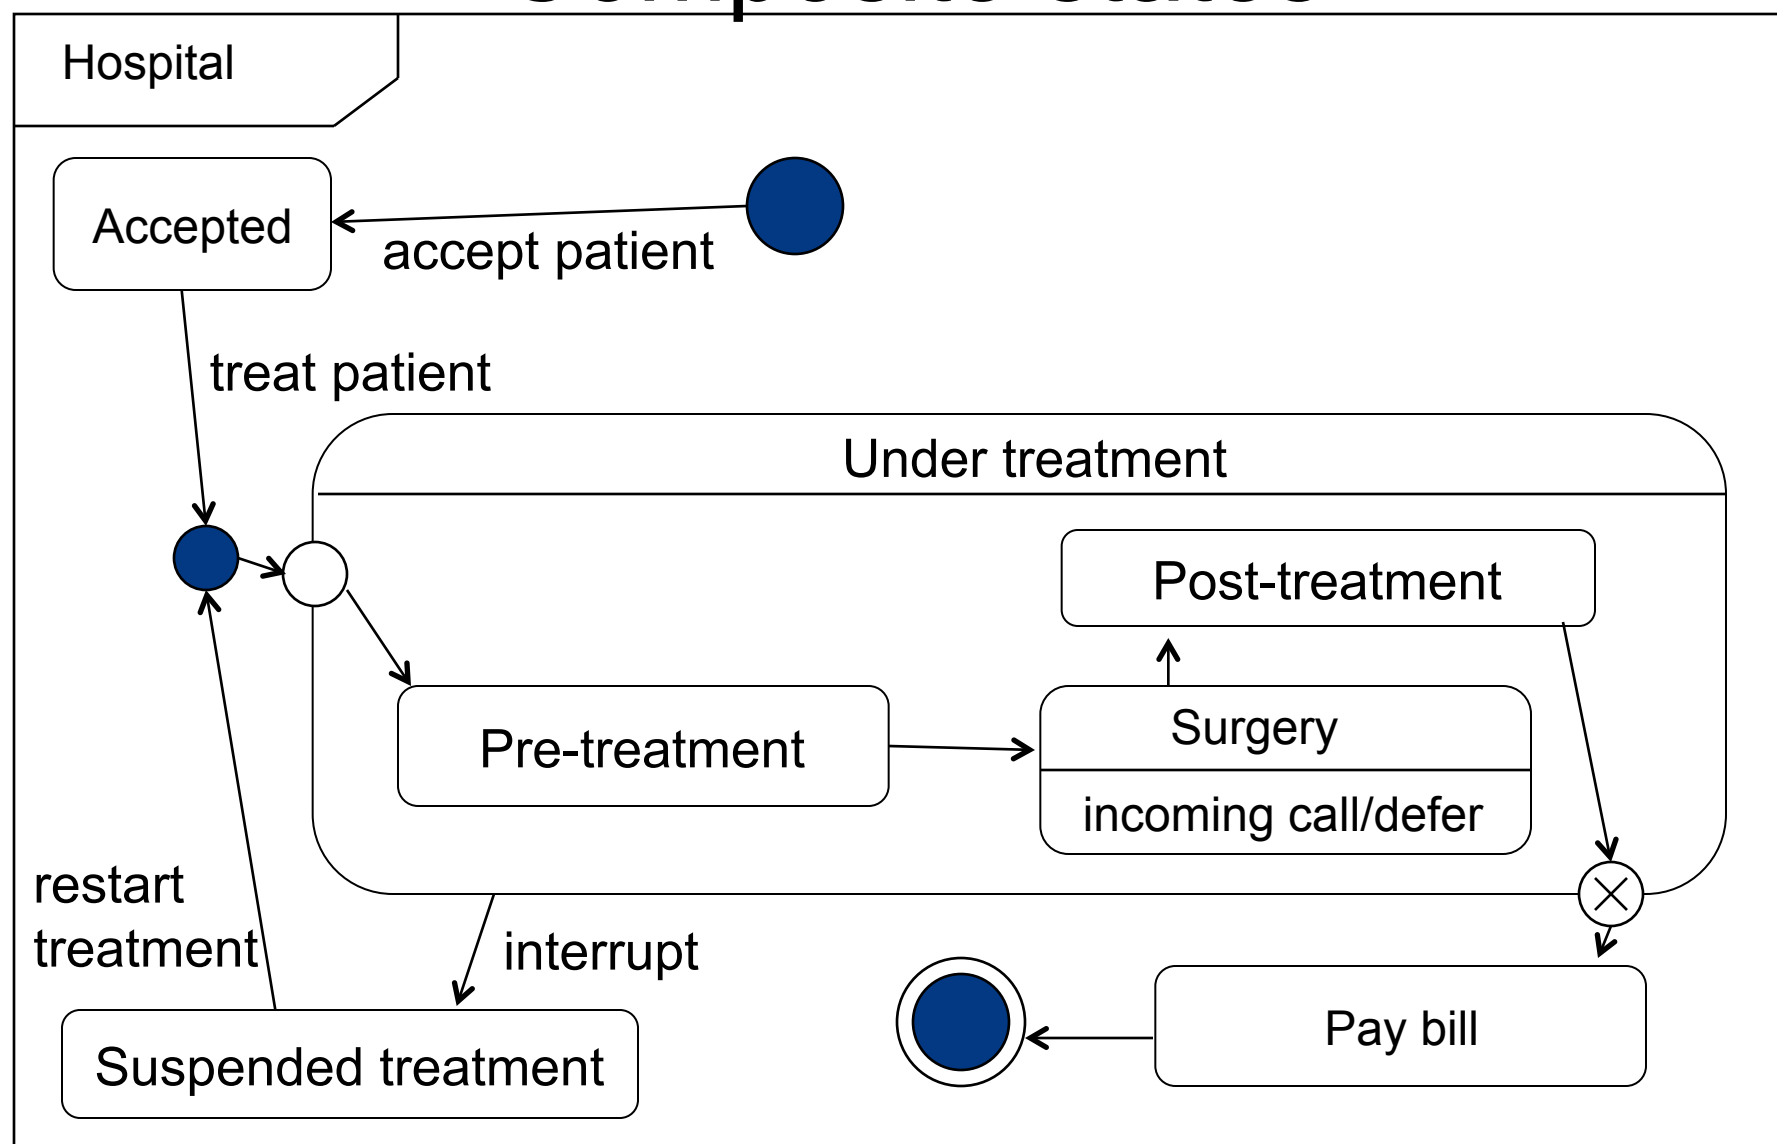 Hospital
Accepted
accept patient
treat patient
Under treatment
Post-treatment
Pre-treatment
Surgery
incoming call/defer
restart
treatment
interrupt
Suspended treatment
Pay bill